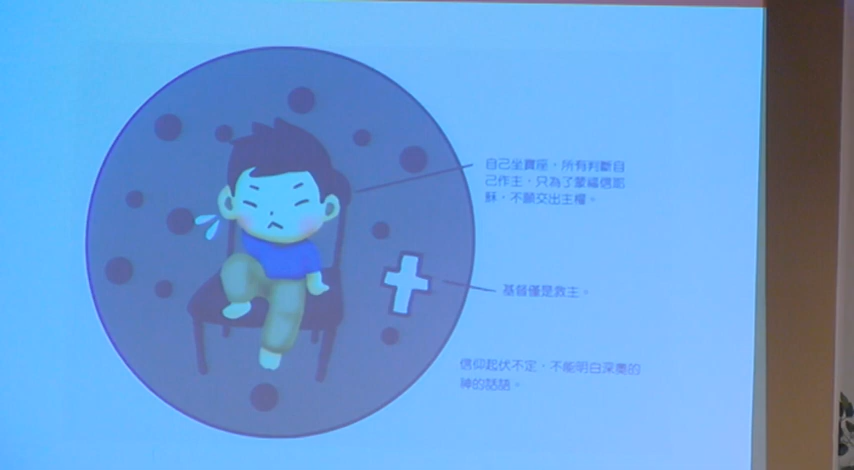 自己坐寶座，所有判斷自
己作主，只為了蒙福信耶
穌，不願交出主權。
基督僅是救主。
信仰起伏不定，不能明白深奧的
神的話語。